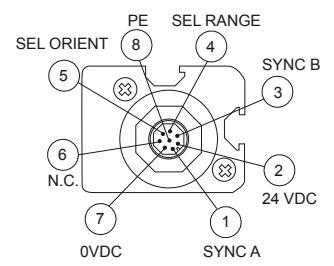 PE SEL RANGE
SEL ORIENT 8 4
SYNC B
5 3
6 2
N.C. 24 VDC
7 1
0VDC SYNC A